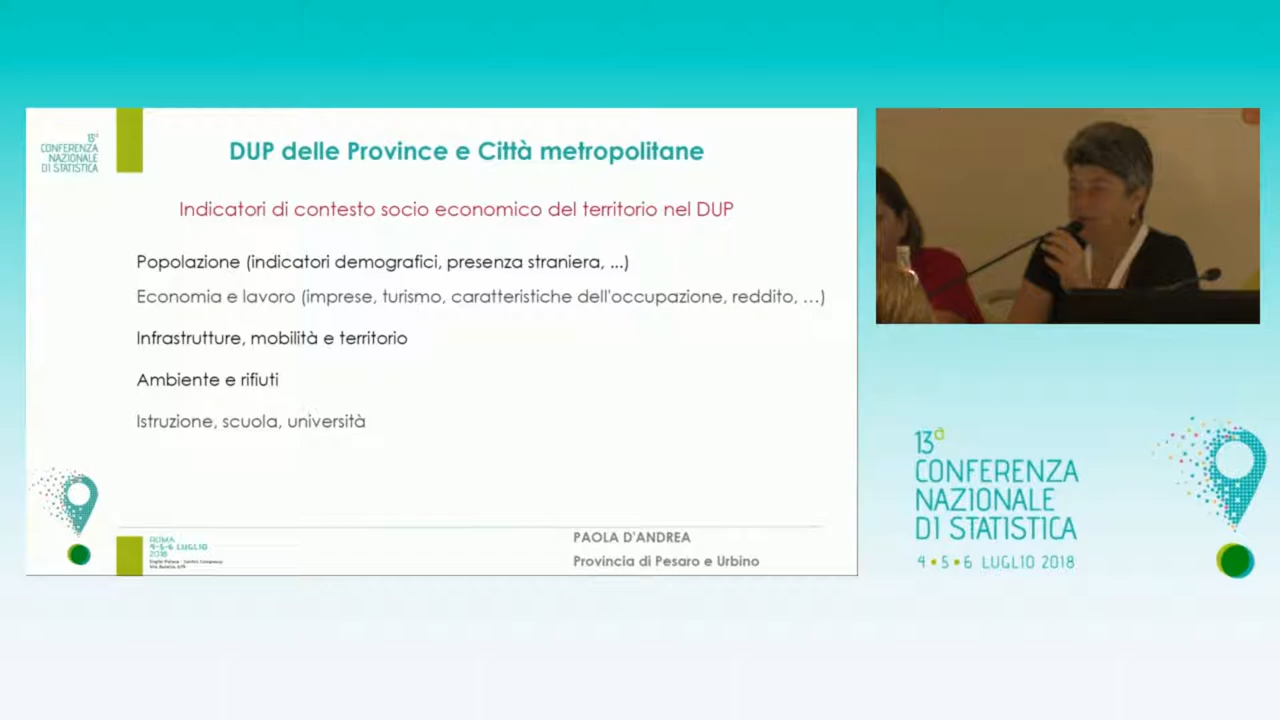 13ª
CONFERENZA
NAZIONALE
DI STATISTICA
DUP delle Province e Città metropolitane
Indicatori di contesto socio economico del territorio nel DUP
Popolazione (indicatori demografici, presenza straniera, ...)
Economia e lavoro (imprese, turismo, caratteristiche dell'occupazione, reddito, ...)
Infrastrutture, mobilità e territorio
Ambiente e rifiuti
Istruzione, scuola, università
ROMA
4-5-6 LUGLIO
2018
PAOLA D'ANDREA
Provincia di Pesaro e Urbino
13ª
CONFERENZA
NAZIONALE
DI STATISTICA
4 • 5 • 6 LUGLIO 2018